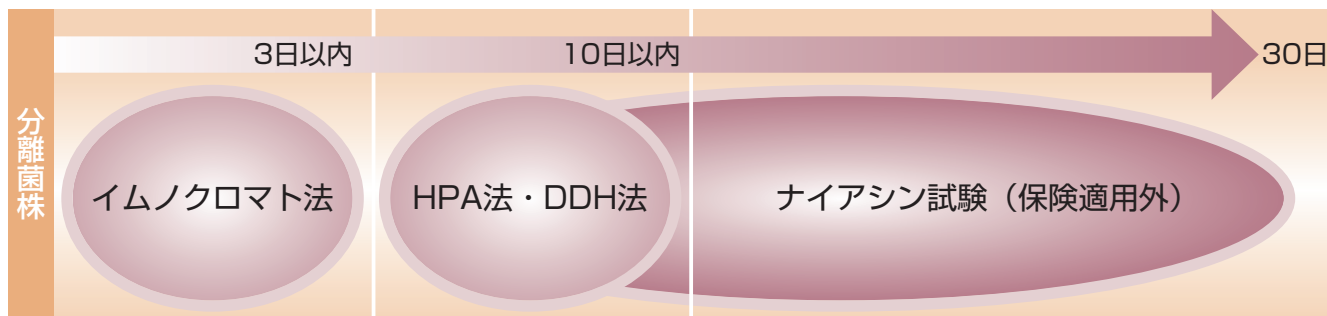 分離菌株
3日以内
10日以内
30日
イムノクロマト法
HPA法・DDH法
ナイアシン試験（保険適用外）